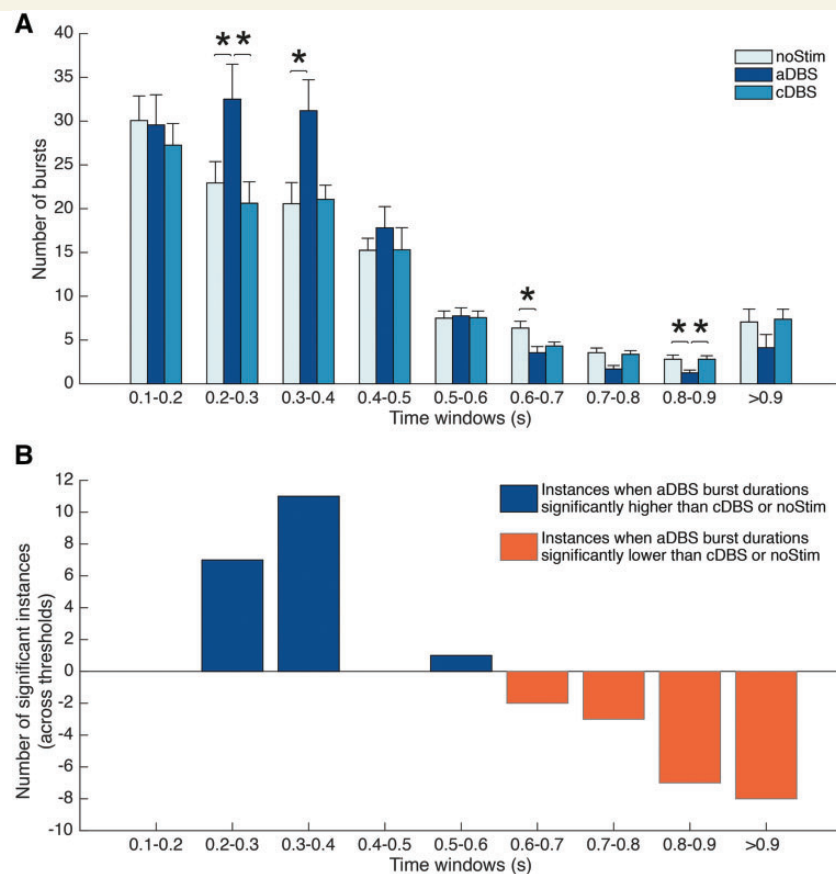 A
* * *
noStim
aDBS
cDBS
40
35
30
25
20
15
10
5
0
Number of bursts
*
* *
0.1-0.2 0.2-0.3 0.3-0.4 0.4-0.5 0.5-0.6 0.6-0.7 0.7-0.8 0.8-0.9 >0.9
Time windows (s)
B
Instances when aDBS burst durations
significantly higher than cDBS or noStim
Instances when aDBS burst durations
significantly lower than cDBS or noStim
12
10
8
6
4
2
0
-2
-4
-6
-8
-10
Number of significant instances
(across thresholds)
0.1-0.2 0.2-0.3 0.3-0.4 0.4-0.5 0.5-0.6 0.6-0.7 0.7-0.8 0.8-0.9 >0.9
Time windows (s)